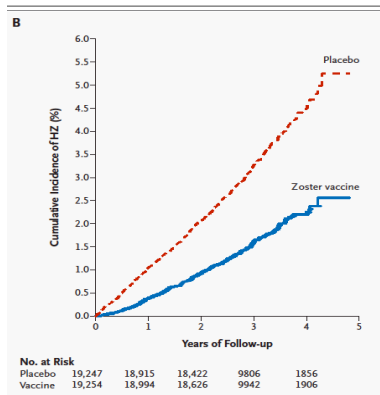 B
6.0
5.5
5.0
4.5
4.0
3.5
3.0
2.5
2.0
1.5
1.0
0.5
0.0
Cumulative Incidence of HZ (%)
Placebo
Zoster vaccine
0 1 2 3 4 5
Years of Follow-up
No. at Risk
Placebo 19,247 18,915 18,422 9806 1856
Vaccine 19,254 18,994 18,626 9942 1906